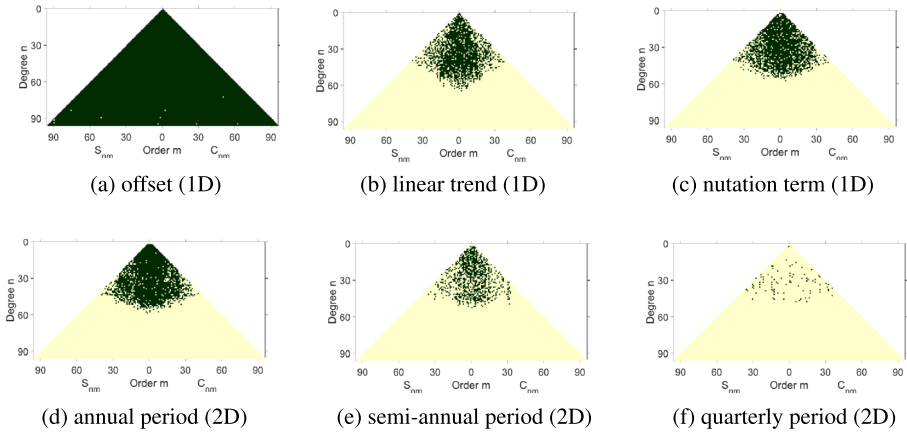 0
30
60
90
Degree n
90 60 30 0 30 60 90
Snm Order m Cnm
(a) offset (1D)
0
30
60
90
Degree n
90 60 30 0 30 60 90
Snm Order m Cnm
(b) linear trend (1D)
0
30
60
90
Degree n
90 60 30 0 30 60 90
Snm Order m Cnm
(c) nutation term (1D)
0
30
60
90
Degree n
90 60 30 0 30 60 90
Snm Order m Cnm
(d) annual period (2D)
0
30
60
90
Degree n
90 60 30 0 30 60 90
Snm Order m Cnm
(e) semi-annual period (2D)
0
30
60
90
Degree n
90 60 30 0 30 60 90
Snm Order m Cnm
(f) quarterly period (2D)